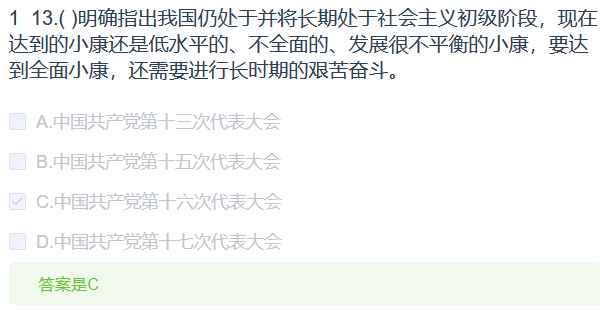 1 13.( )明确指出我国仍处于并将长期处于社会主义初级阶段，现在
达到的小康还是低水平的、不全面的、发展很不平衡的小康，要达
到全面小康，还需要进行长时期的艰苦奋斗。
A.中国共产党第十三次代表大会
B.中国共产党第十五次代表大会
C.中国共产党第十六次代表大会
D.中国共产党第十七次代表大会
答案是C